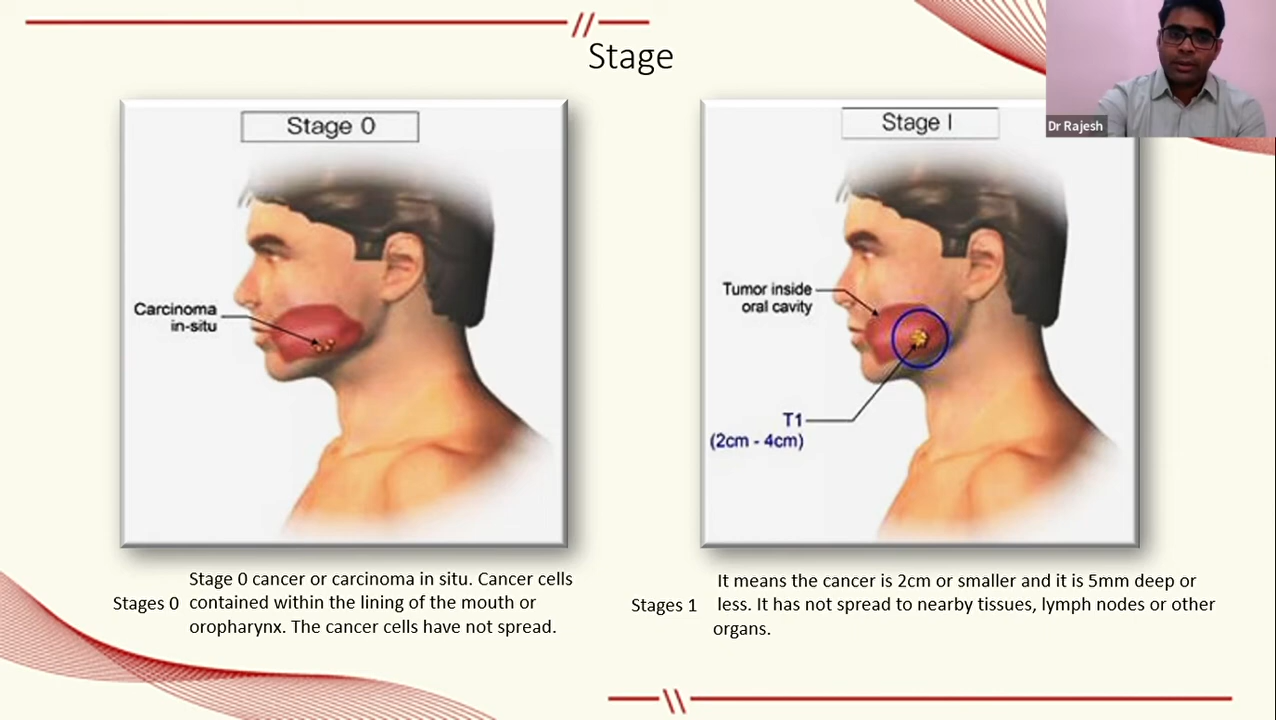 Stage
Dr Rajesh
Stage 0
Carcinoma
in-situ
Stage I
Tumor inside
oral cavity
T1
(2cm - 4cm)
Stages 0
Stage 0 cancer or carcinoma in situ. Cancer cells
contained within the lining of the mouth or
oropharynx. The cancer cells have not spread.
Stages 1
It means the cancer is 2cm or smaller and it is 5mm deep or
less. It has not spread to nearby tissues, lymph nodes or other
organs.